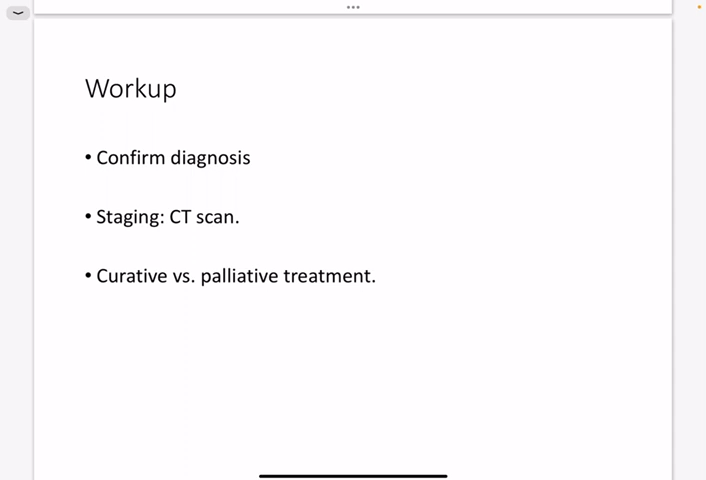 Workup
• Confirm diagnosis
• Staging: CT scan.
• Curative vs. palliative treatment.